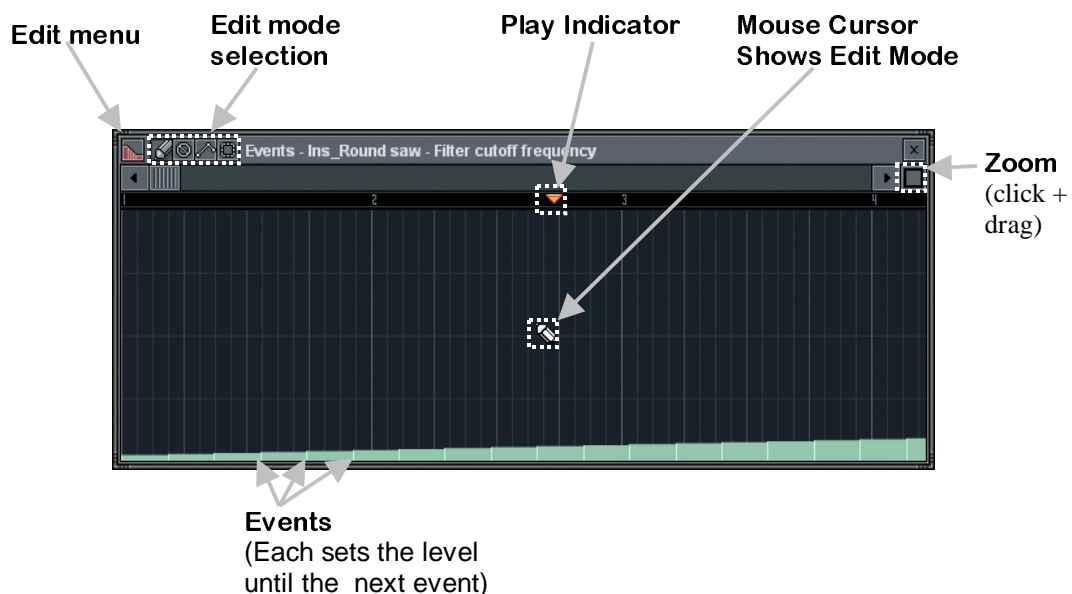 Edit menu
Edit mode
selection
Play Indicator
Mouse Cursor
Shows Edit Mode
Events - Ins_Round saw - Filter cutoff frequency
Zoom
(click +
drag)
1 2 3 4
Events
(Each sets the level
until the next event)